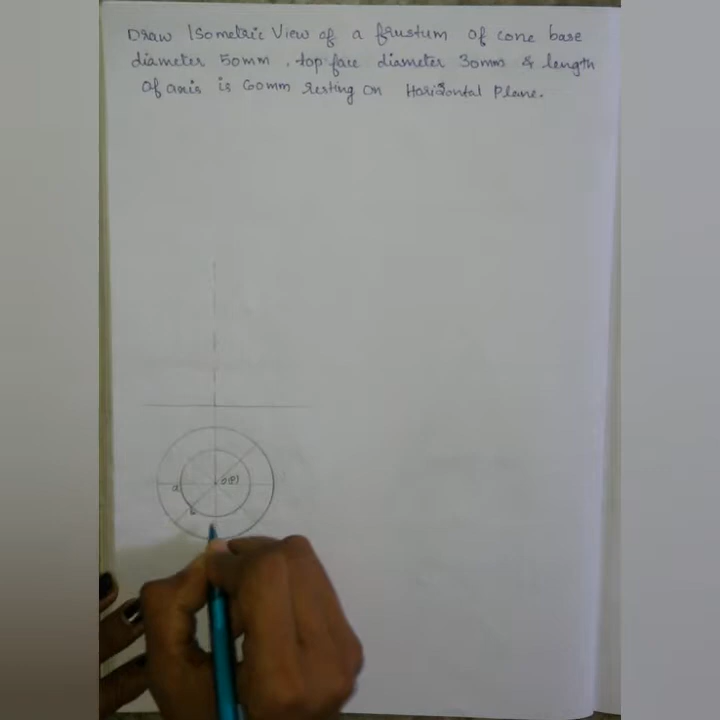 Draw Isometric View of a frustum of cone base
diameter 50mm, top face diameter 30mm & length
of axis is 60mm resting on Horizontal Plane.
a
b